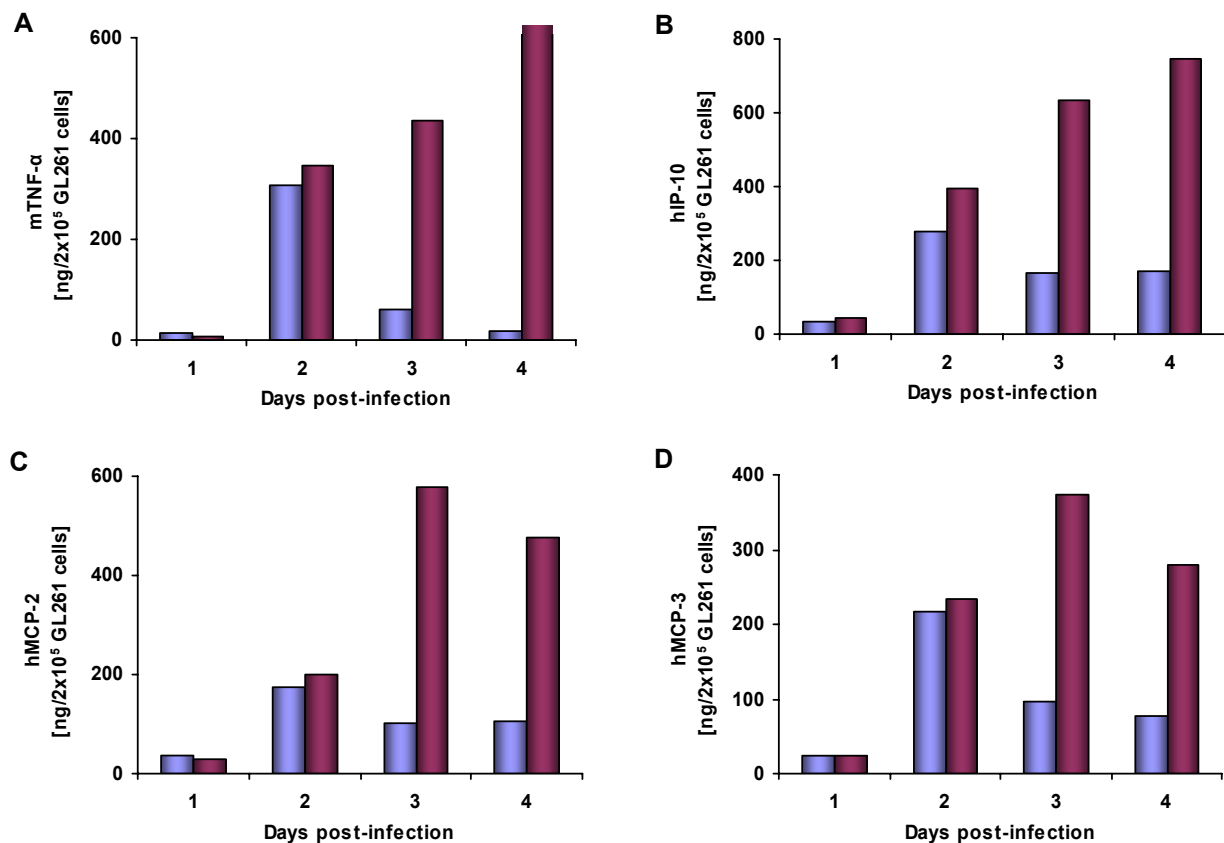 A
mTNF-α
[ng/2x10⁵ GL261 cells]
600
400
200
0
1 2 3 4
Days post-infection
B
hIP-10
[ng/2x10⁵ GL261 cells]
800
600
400
200
0
1 2 3 4
Days post-infection
C
hMCP-2
[ng/2x10⁵ GL261 cells]
600
400
200
0
1 2 3 4
Days post-infection
D
hMCP-3
[ng/2x10⁵ GL261 cells]
400
300
200
100
0
1 2 3 4
Days post-infection